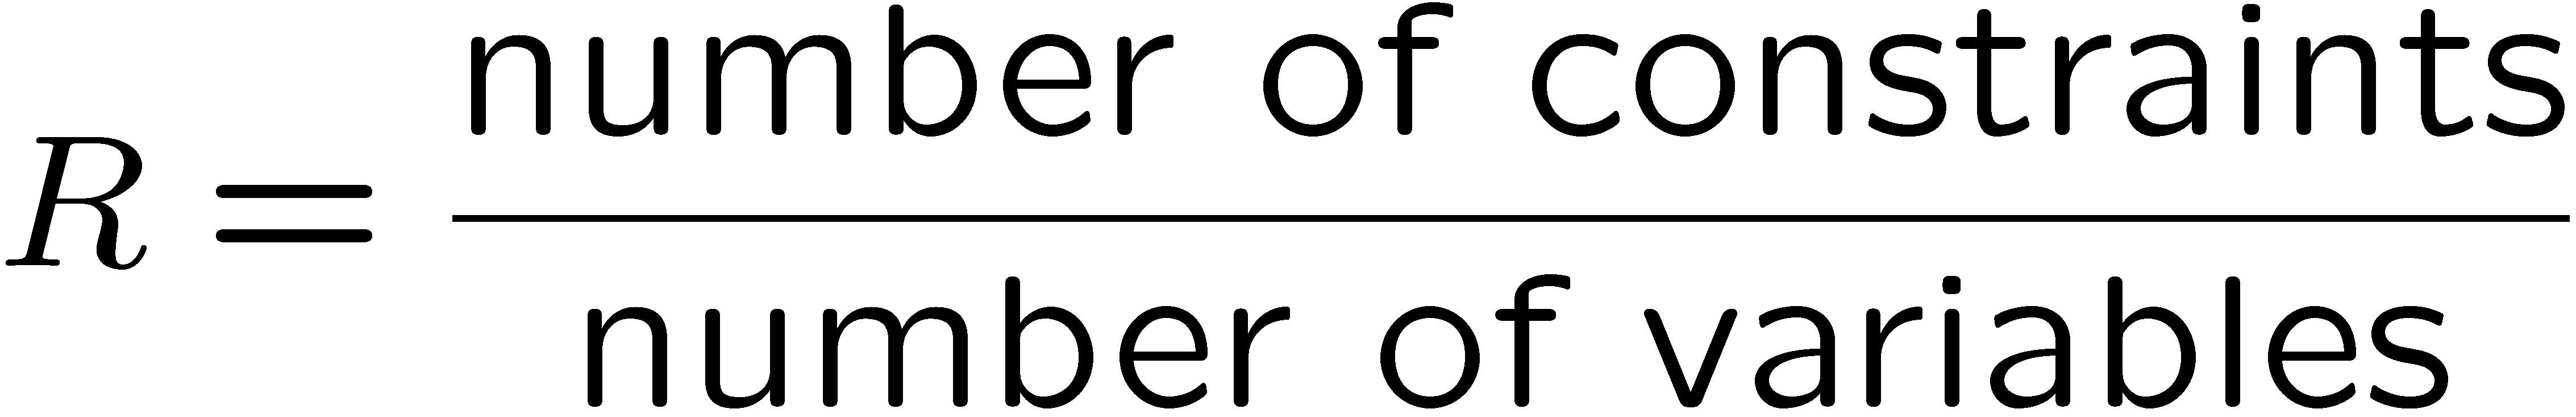 R = number of constraints
number of variables